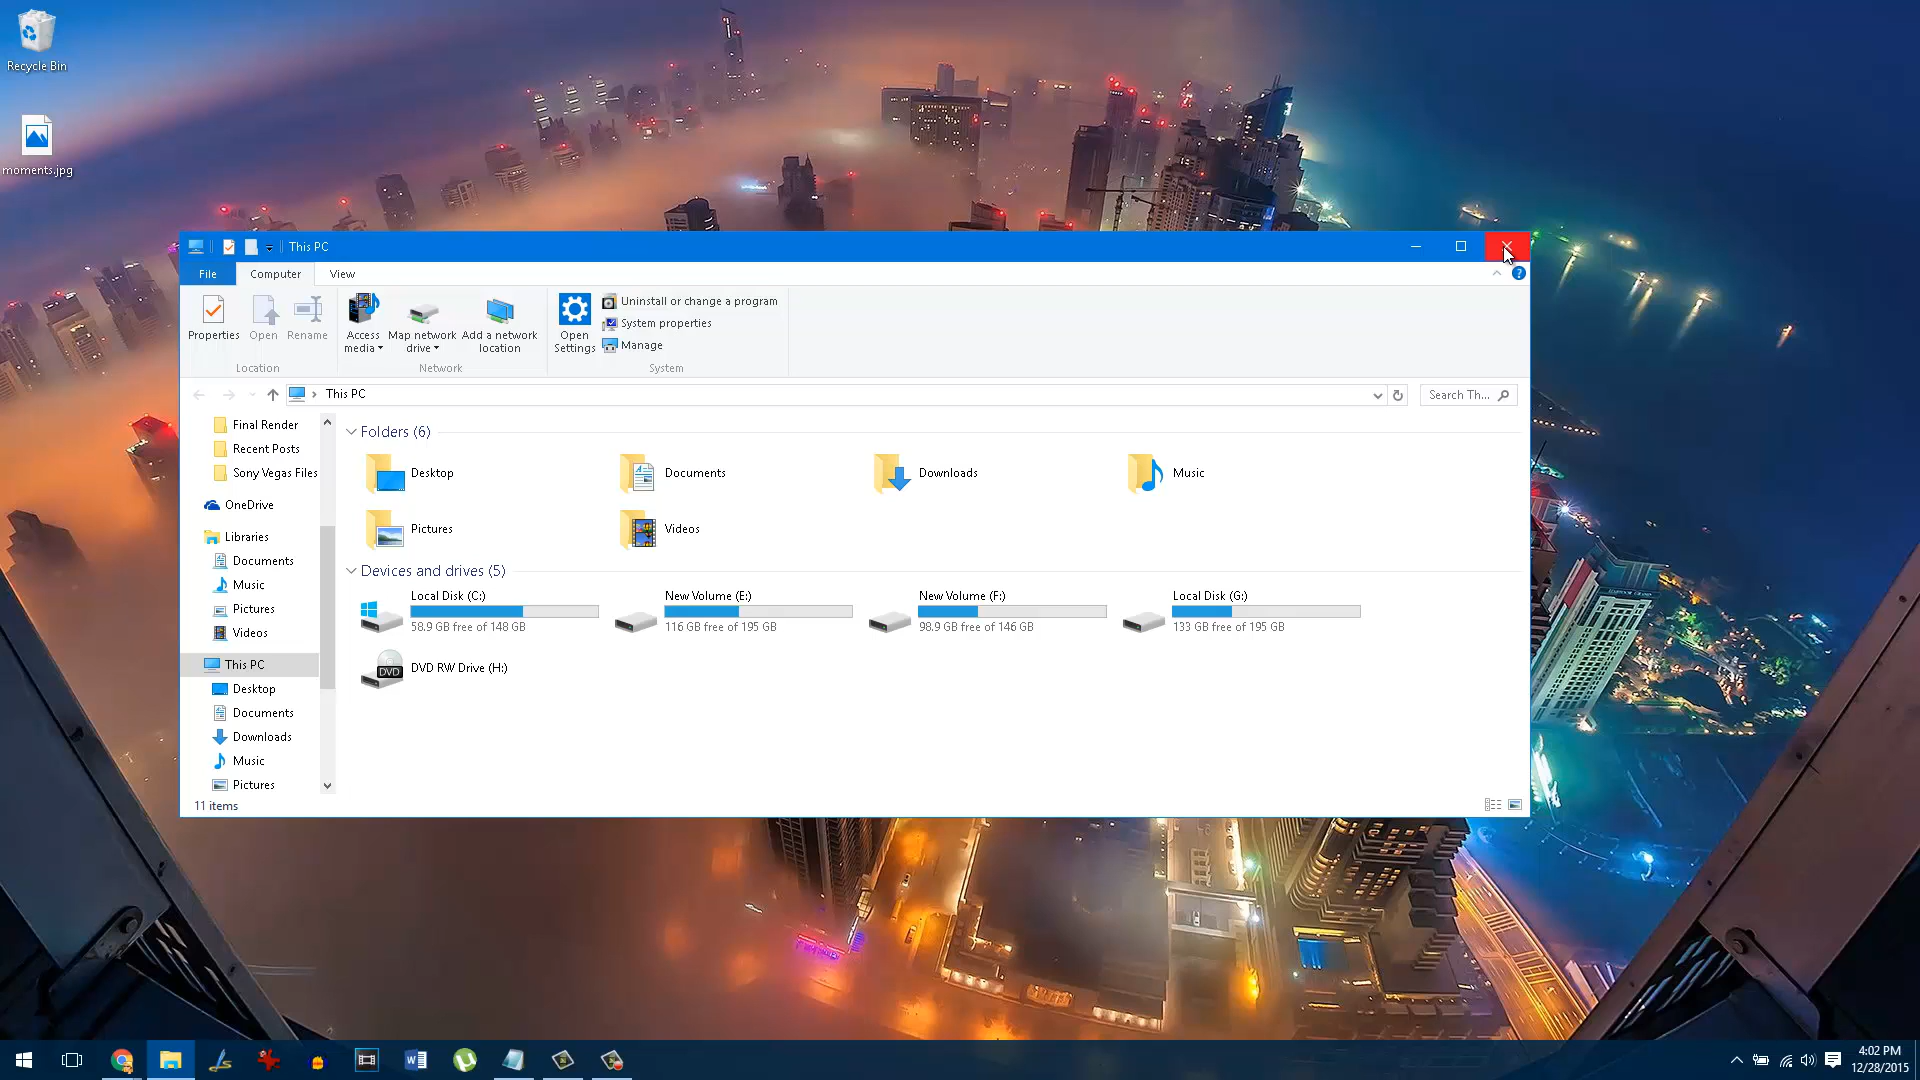 Recycle Bin
moments.jpg
This PC
File Computer View
Properties Open Rename
Location
Access media
Map network drive
Add a network location
Network
Open Settings
Uninstall or change a program
System properties
Manage
System
This PC
Search Th...
Final Render
Recent Posts
Sony Vegas Files
OneDrive
Libraries
Documents
Music
Pictures
Videos
This PC
Desktop
Documents
Downloads
Music
Pictures
Folders (6)
Desktop Documents Downloads Music
Pictures Videos
Devices and drives (5)
Local Disk (C:)
58.9 GB free of 148 GB
New Volume (E:)
116 GB free of 195 GB
New Volume (F:)
98.9 GB free of 146 GB
Local Disk (G:)
133 GB free of 195 GB
DVD
DVD RW Drive (H:)
11 items
4:02 PM
12/28/2015